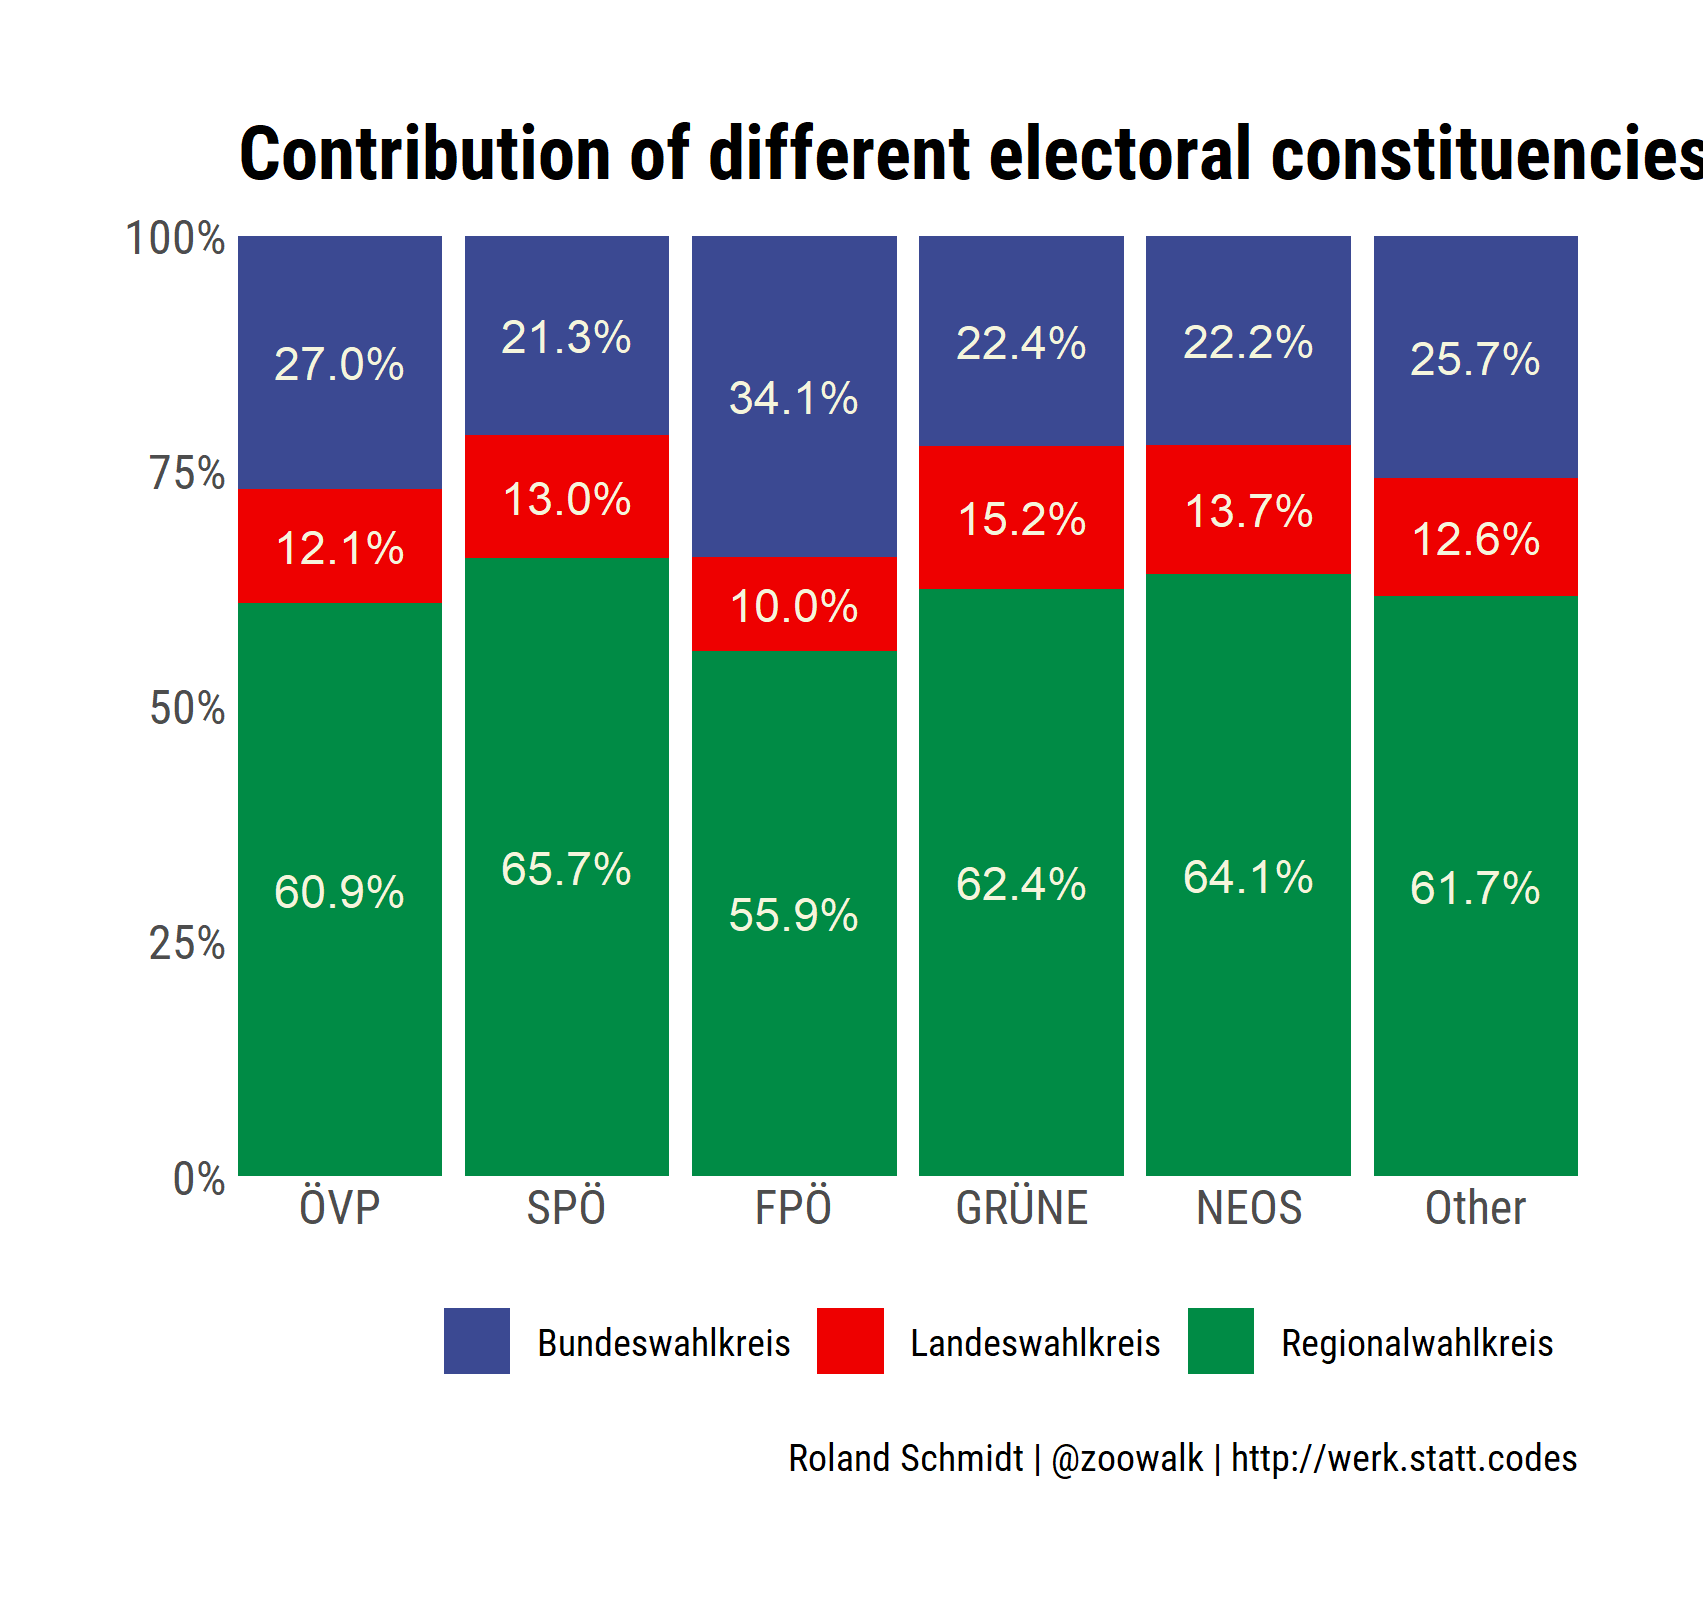 Contribution of different electoral constituencies
100%
75%
50%
25%
0%
27.0% 21.3% 34.1% 22.4% 22.2% 25.7%
12.1% 13.0% 10.0% 15.2% 13.7% 12.6%
60.9% 65.7% 55.9% 62.4% 64.1% 61.7%
ÖVP SPÖ FPÖ GRÜNE NEOS Other
Bundeswahlkreis Landeswahlkreis Regionalwahlkreis
Roland Schmidt | @zoowalk | http://werk.statt.codes